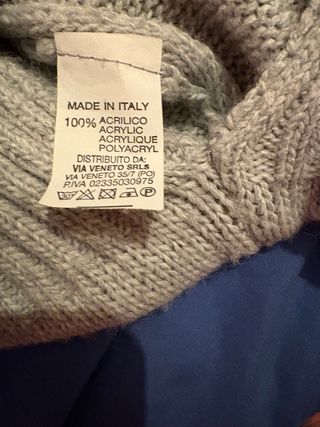 MADE IN ITALY
100% ACRILICO
ACRYLIC
ACRYLIQUE
POLYACRYL
DISTRIBUITO DA:
VIA VENETO SRLS
VIA VENETO 35/7 (PO)
P.IVA 02335030975